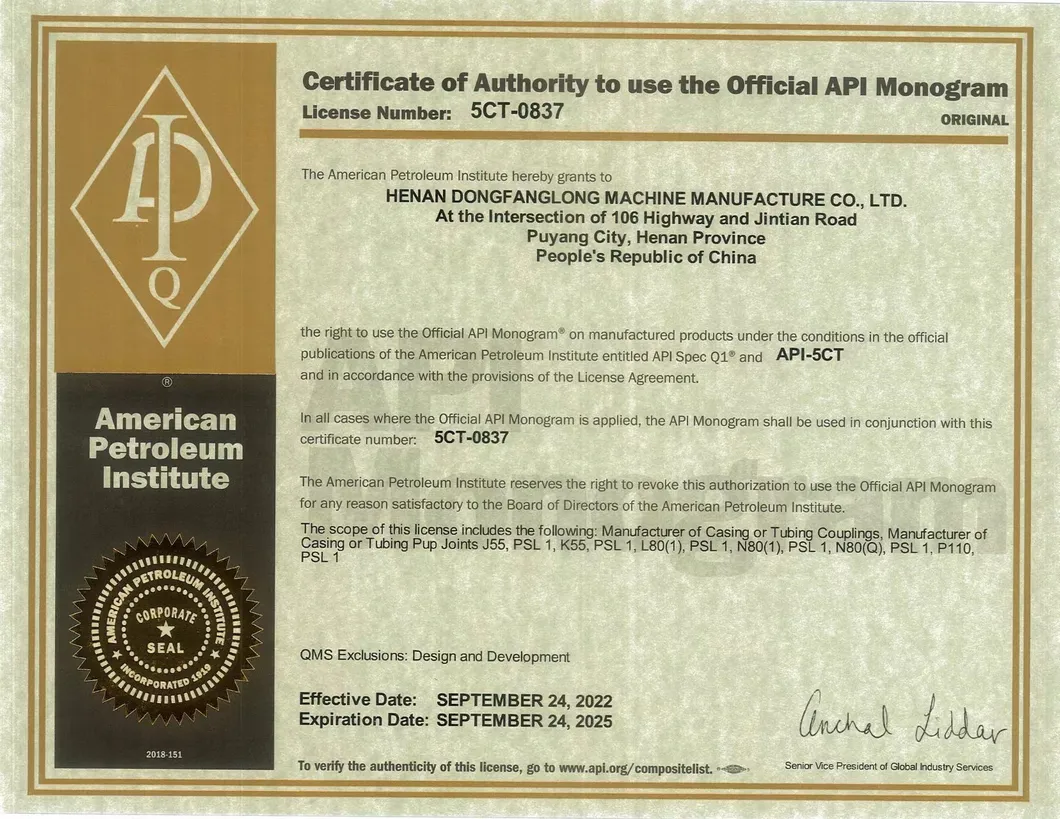 Certificate of Authority to use the Official API Monogram
License Number: 5CT-0837
ORIGINAL
The American Petroleum Institute hereby grants to
HENAN DONGFANGLONG MACHINE MANUFACTURE CO., LTD.
At the Intersection of 106 Highway and Jintian Road
Puyang City, Henan Province
People's Republic of China
the right to use the Official API Monogram® on manufactured products under the conditions in the official
publications of the American Petroleum Institute entitled API Spec Q1® and API-5CT
and in accordance with the provisions of the License Agreement.
In all cases where the Official API Monogram is applied, the API Monogram shall be used in conjunction with this
certificate number: 5CT-0837
The American Petroleum Institute reserves the right to revoke this authorization to use the Official API Monogram
for any reason satisfactory to the Board of Directors of the American Petroleum Institute.
The scope of this license includes the following: Manufacturer of Casing or Tubing Couplings, Manufacturer of
Casing or Tubing Pup Joints J55, PSL 1, K55, PSL 1, L80(1), PSL 1, N80(1), PSL 1, N80(Q), PSL 1, P110,
PSL 1
QMS Exclusions: Design and Development
Effective Date: SEPTEMBER 24, 2022
Expiration Date: SEPTEMBER 24, 2025
To verify the authenticity of this license, go to www.api.org/compositelist.
Anchal Liddar
Senior Vice President of Global Industry Services
API
Q
®
American
Petroleum
Institute
AMERICAN PETROLEUM INSTITUTE
CORPORATE
SEAL
INCORPORATED 1919
2018-151